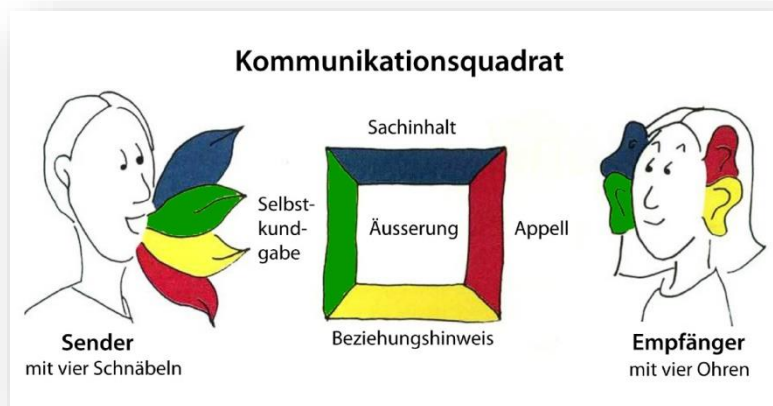 Kommunikationsquadrat
Sachinhalt
Selbst-
kund-
gabe
Äusserung
Appell
Beziehungshinweis
Sender
mit vier Schnäbeln
Empfänger
mit vier Ohren